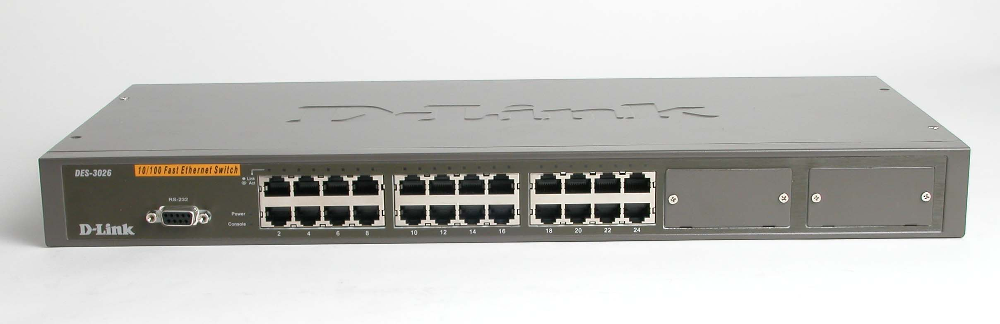 D-Link
DES-3026
10/100 Fast Ethernet Switch
Link
Act
RS-232
Power
Console
D-Link
2 4 6 8 10 12 14 16 18 20 22 24